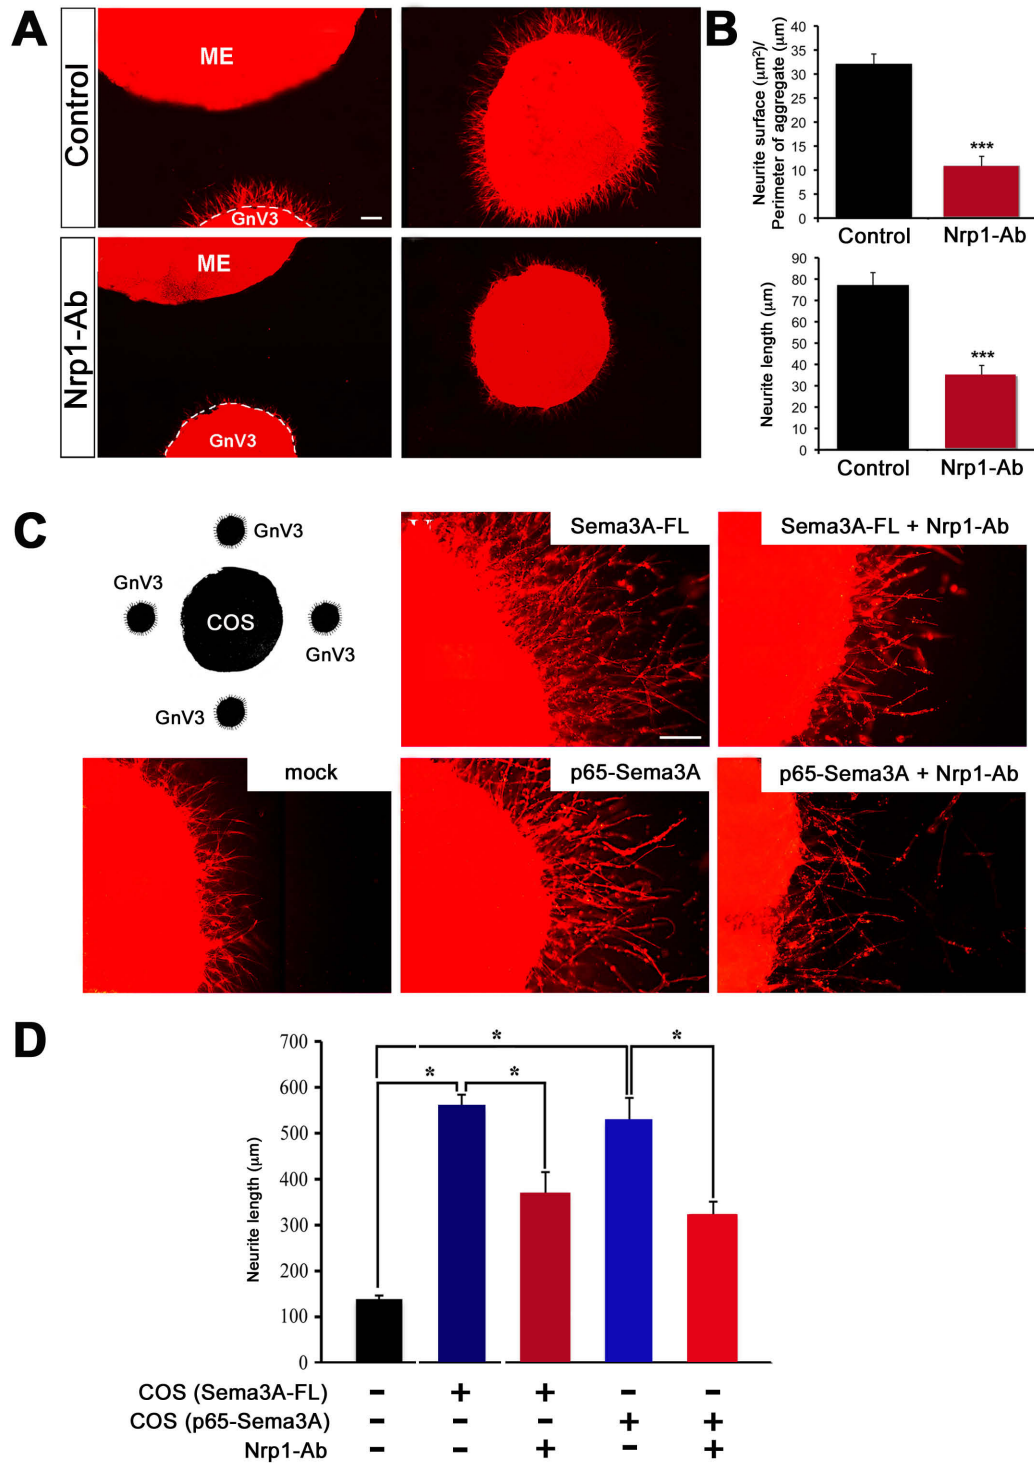 A
Control
ME
GnV3
Nrp1-Ab
ME
GnV3
B
Neurite surface (µm²)/
Perimeter of aggregate (µm)
40
35
30
25
20
15
10
5
0
***
Control Nrp1-Ab
Neurite length (µm)
90
80
70
60
50
40
30
20
10
0
***
Control Nrp1-Ab
C
GnV3
GnV3
COS
GnV3
GnV3
Sema3A-FL
Sema3A-FL + Nrp1-Ab
mock
p65-Sema3A
p65-Sema3A + Nrp1-Ab
D
Neurite length (µm)
700
600
500
400
300
200
100
0
* * * *
COS (Sema3A-FL) - + + - -
COS (p65-Sema3A) - - - + +
Nrp1-Ab - - + - +